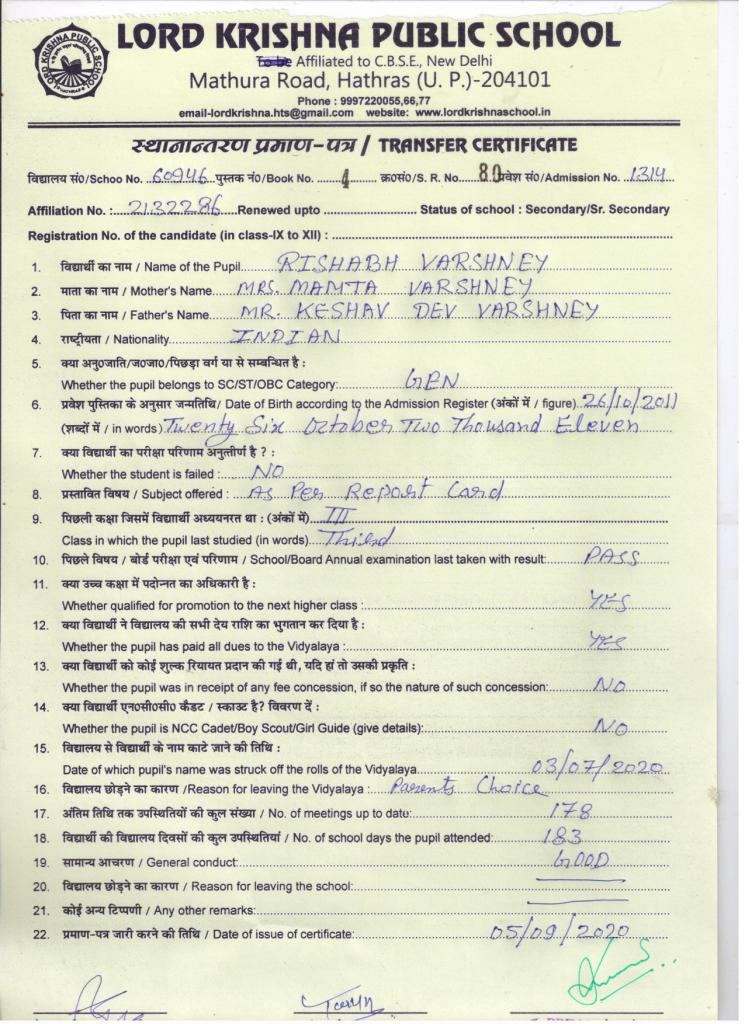 LORD KRISHNA PUBLIC SCHOOL
LORD KRISHNA PUBLIC SCHOOL
To be Affiliated to C.B.S.E., New Delhi
Mathura Road, Hathras (U. P.)-204101
Phone : 9997220055,66,77
email-lordkrishna.hts@gmail.com website: www.lordkrishnaschool.in
स्थानान्तरण प्रमाण-पत्र / TRANSFER CERTIFICATE
विद्यालय सं०/Schoo No. 60946 पुस्तक नं०/Book No. 4 क्र०सं०/S. R. No. 80 प्रवेश सं०/Admission No. 1314
Affiliation No. : 2132286 Renewed upto Status of school : Secondary/Sr. Secondary
Registration No. of the candidate (in class-IX to XII) :
1. विद्यार्थी का नाम / Name of the Pupil RISHABH VARSHNEY
2. माता का नाम / Mother's Name MRS. MAMTA VARSHNEY
3. पिता का नाम / Father's Name MR. KESHAV DEV VARSHNEY
4. राष्ट्रीयता / Nationality INDIAN
5. क्या अनु०जाति/ज०जा०/पिछड़ा वर्ग या से सम्बन्धित है :
Whether the pupil belongs to SC/ST/OBC Category: GEN
6. प्रवेश पुस्तिका के अनुसार जन्मतिथि/ Date of Birth according to the Admission Register (अंकों में / figure) 26/10/2011
(शब्दों में / in words) Twenty Six October Two Thousand Eleven
7. क्या विद्यार्थी का परीक्षा परिणाम अनुत्तीर्ण है ? :
Whether the student is failed : NO
8. प्रस्तावित विषय / Subject offered : As Per Report Card
9. पिछली कक्षा जिसमें विद्यार्थी अध्ययनरत था : (अंकों में) III
Class in which the pupil last studied (in words) Third
10. पिछले विषय / बोर्ड परीक्षा एवं परिणाम / School/Board Annual examination last taken with result: PASS
11. क्या उच्च कक्षा में पदोन्नत का अधिकारी है :
Whether qualified for promotion to the next higher class : YES
12. क्या विद्यार्थी ने विद्यालय की सभी देय राशि का भुगतान कर दिया है :
Whether the pupil has paid all dues to the Vidyalaya : YES
13. क्या विद्यार्थी को कोई शुल्क रियायत प्रदान की गई थी, यदि हां तो उसकी प्रकृति :
Whether the pupil was in receipt of any fee concession, if so the nature of such concession: NO
14. क्या विद्यार्थी एन०सी०सी० कैडट / स्काउट है? विवरण दें :
Whether the pupil is NCC Cadet/Boy Scout/Girl Guide (give details): NO
15. विद्यालय से विद्यार्थी के नाम काटे जाने की तिथि :
Date of which pupil's name was struck off the rolls of the Vidyalaya 03/07/2020
16. विद्यालय छोड़ने का कारण /Reason for leaving the Vidyalaya : Parents Choice
17. अंतिम तिथि तक उपस्थितियों की कुल संख्या / No. of meetings up to date: 178
18. विद्यार्थी की विद्यालय दिवसों की कुल उपस्थितियां / No. of school days the pupil attended: 183
19. सामान्य आचरण / General conduct: GOOD
20. विद्यालय छोड़ने का कारण / Reason for leaving the school:
21. कोई अन्य टिप्पणी / Any other remarks:
22. प्रमाण-पत्र जारी करने की तिथि / Date of issue of certificate: 05/09/2020